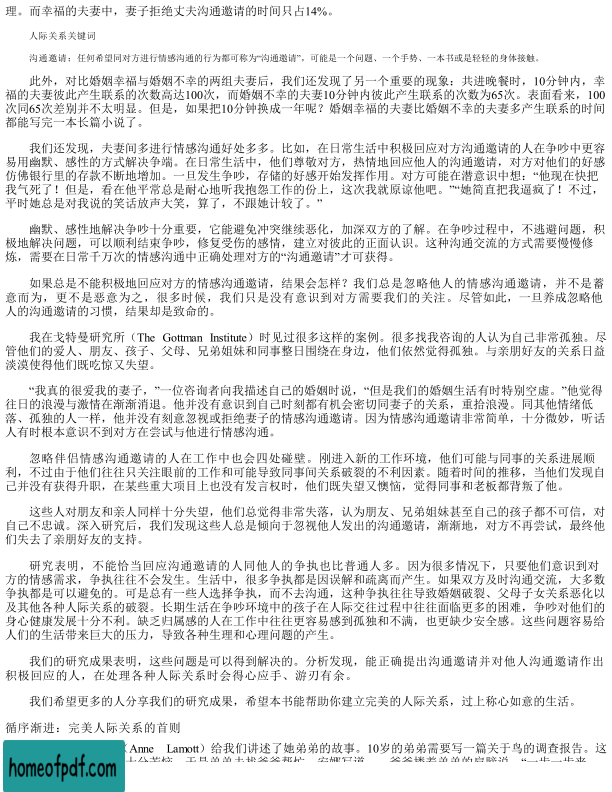 理。而幸福的夫妻中，妻子拒绝丈夫沟通邀请的时间只占14%。
人际关系关键词
沟通邀请：任何希望同对方进行情感沟通的行为都可称为“沟通邀请”，可能是一个问题、一个手势、一本书或是轻轻的身体接触。
此外，对比婚姻幸福与婚姻不幸的两组夫妻后，我们还发现了另一个重要的现象：共进晚餐时，10分钟内，幸
福的夫妻彼此产生联系的次数高达100次，而婚姻不幸的夫妻10分钟内彼此产生联系的次数为65次。表面看来，100
次同65次差别并不太明显。但是，如果把10分钟换成一年呢？婚姻幸福的夫妻比婚姻不幸的夫妻多产生联系的时间
都能写完一本长篇小说了。
我们还发现，夫妻间多进行情感沟通好处多多。比如，在日常生活中积极回应对方沟通邀请的人在争吵中更容
易用幽默、感性的方式解决争端。在日常生活中，他们尊敬对方，热情地回应他人的沟通邀请，对方对他们的好感
仿佛银行里的存款不断地增加。一旦发生争吵，存储的好感开始发挥作用。对方可能在潜意识中想：“他现在快把
我气死了！但是，看在他平常总是耐心地听我抱怨工作的份上，这次我就原谅他吧。”“她简直把我逼疯了！不过，
平时她总是对我说的笑话放声大笑，算了，不跟她计较了。”
幽默、感性地解决争吵十分重要，它能避免冲突继续恶化，加深双方的了解。在争吵过程中，不逃避问题，积
极地解决问题，可以顺利结束争吵，修复受伤的感情，建立对彼此的正面认识。这种沟通交流的方式需要慢慢修
炼，需要在日常千万次的情感沟通中正确处理对方的“沟通邀请”才可获得。
如果总是不能积极地回应对方的情感沟通邀请，结果会怎样？我们总是忽略他人的情感沟通邀请，并不是蓄
意而为，更不是恶意为之，很多时候，我们只是没有意识到对方需要我们的关注。尽管如此，一旦养成忽略他
人的沟通邀请的习惯，结果却是致命的。
我在戈特曼研究所（The Gottman Institute）时见过很多这样的案例。很多找我咨询的人认为自己非常孤独。尽
管他们的爱人、朋友、孩子、父母、兄弟姐妹和同事整日围绕在身边，他们依然觉得孤独。与亲朋好友的关系日益
淡漠使得他们既吃惊又失望。
“我真的很爱我的妻子，”一位咨询者向我描述自己的婚姻时说，“但是我们的婚姻生活有时特别空虚。”他觉得
往日的浪漫与激情在渐渐消退。他并没有意识到自己时刻都有机会密切同妻子的关系，重拾浪漫。同其他情绪低
落、孤独的人一样，他并没有刻意忽视或拒绝妻子的情感沟通邀请。因为情感沟通邀请非常简单，十分微妙，听话
人有时根本意识不到对方在尝试与他进行情感沟通。
忽略伴侣情感沟通邀请的人在工作中也会四处碰壁。刚进入新的工作环境，他们可能与同事的关系进展顺
利，不过由于他们往往只关注眼前的工作和可能导致同事间关系破裂的不利因素。随着时间的推移，当他们发现自
己并没有获得升职，在某些重大项目上也没有发言权时，他们既失望又懊恼，觉得同事和老板都背叛了他。
这些人对朋友和亲人同样十分失望，他们总觉得非常失落，认为朋友、兄弟姐妹甚至自己的孩子都不可信，对
自己不忠诚。深入研究后，我们发现这些人总是倾向于忽视他人发出的沟通邀请，渐渐地，对方不再尝试，最终他
们失去了亲朋好友的支持。
研究表明，不能恰当回应沟通邀请的人同他人的争执也比普通人多。因为很多情况下，只要他们意识到对
方的情感需求，争执往往不会发生。生活中，很多争执都是因误解和疏离而产生。如果双方及时沟通交流，大多数
争执都是可以避免的。可是总有一些人选择争执，而不去沟通，这种争执往往导致婚姻破裂、父母子女关系恶化以
及其他各种人际关系的破裂。长期生活在争吵环境中的孩子在人际交往过程中往往面临更多的困难，争吵对他们的
身心健康发展十分不利。缺乏归属感的人在工作中往往更容易感到孤独和不满，也更缺少安全感。这些问题容易给
人们的生活带来巨大的压力，导致各种生理和心理问题的产生。
我们的研究成果表明，这些问题是可以得到解决的。分析发现，能正确提出沟通邀请并对他人沟通邀请作出
积极回应的人，在处理各种人际关系时会得心应手、游刃有余。
我们希望更多的人分享我们的研究成果，希望本书能帮助你建立完美的人际关系，过上称心如意的生活。
循序渐进：完美人际关系的首则
（Anne Lamott）给我们讲述了她弟弟的故事。10岁的弟弟需要写一篇关于鸟的调查报告。这
homeofpdf.com